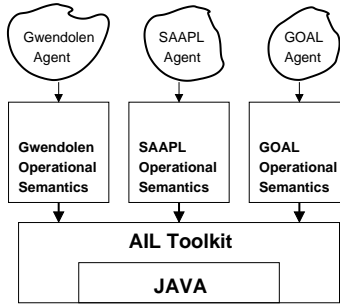 Gwendolen
Agent
SAAPL
Agent
GOAL
Agent
Gwendolen
Operational
Semantics
SAAPL
Operational
Semantics
GOAL
Operational
Semantics
AIL Toolkit
JAVA